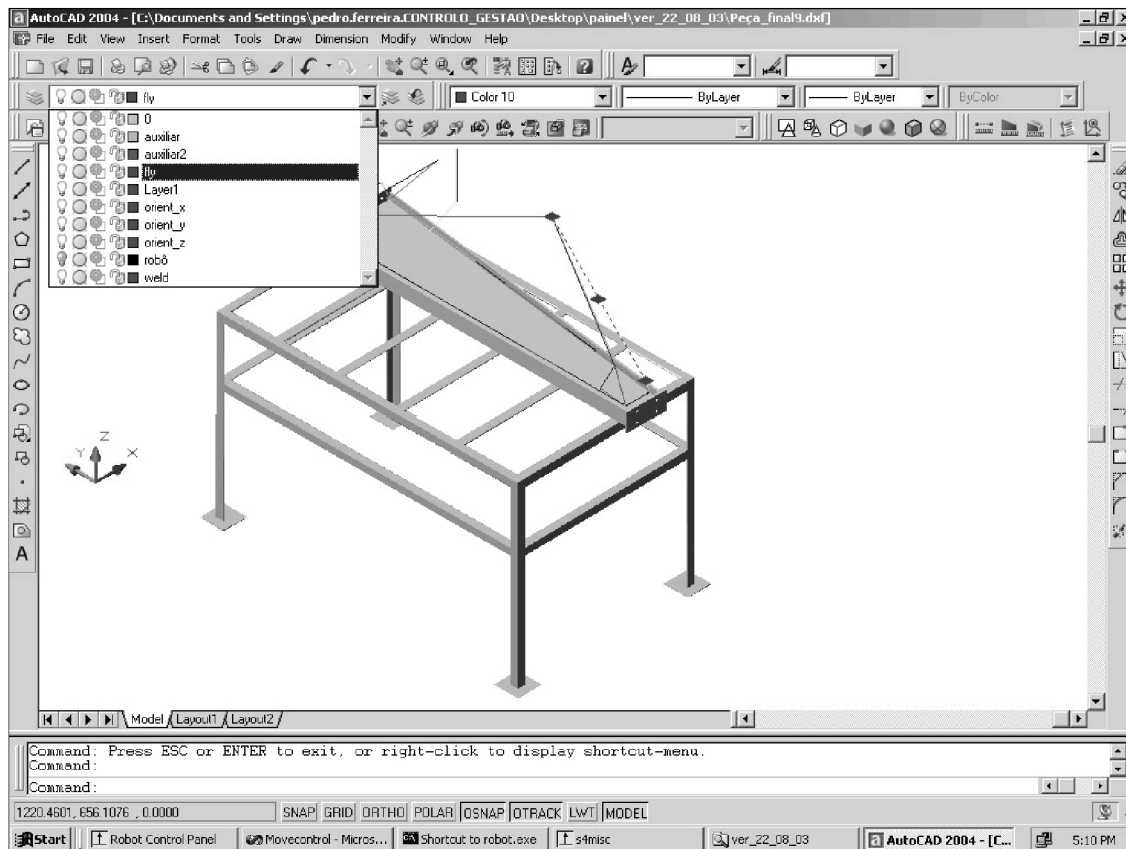 AutoCAD 2004 - [C:\Documents and Settings\pedro.ferreira.CONTROLO_GESTAO\Desktop\painel\ver_22_08_03\Peça_final9.dxf]
File Edit View Insert Format Tools Draw Dimension Modify Window Help
fly Color 10 ByLayer ByLayer ByColor
0
auxiliar
auxiliar2
fly
Layer1
orient_x
orient_y
orient_z
robô
weld
Z
Y X
A
Model Layout1 Layout2
Command: Press ESC or ENTER to exit, or right-click to display shortcut-menu.
Command:
Command:
1220.4601, 656.1076 , 0.0000 SNAP GRID ORTHO POLAR OSNAP OTRACK LWT MODEL
Start Robot Control Panel Movecontrol - Micros... Shortcut to robot.exe s4misc ver_22_08_03 AutoCAD 2004 - [C... 5:10 PM